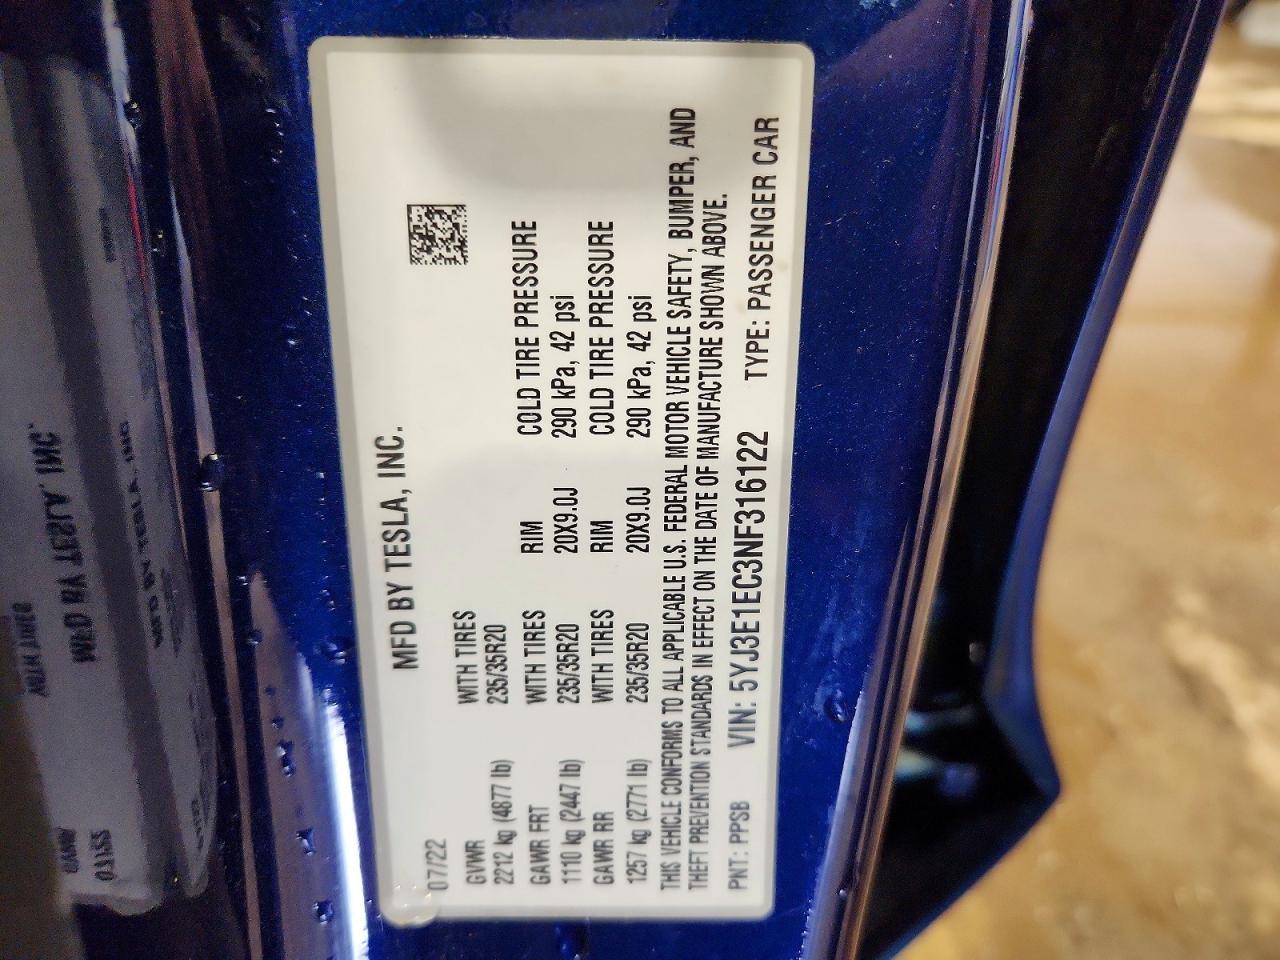 MFD BY TESLA, INC.
07/22
GVWR WITH TIRES
2212 kg (4877 lb) 235/35R20
GAWR FRT WITH TIRES RIM COLD TIRE PRESSURE
1110 kg (2447 lb) 235/35R20 20X9.0J 290 kPa, 42 psi
GAWR RR WITH TIRES RIM COLD TIRE PRESSURE
1257 kg (2771 lb) 235/35R20 20X9.0J 290 kPa, 42 psi
THIS VEHICLE CONFORMS TO ALL APPLICABLE U.S. FEDERAL MOTOR VEHICLE SAFETY, BUMPER, AND
THEFT PREVENTION STANDARDS IN EFFECT ON THE DATE OF MANUFACTURE SHOWN ABOVE.
PNT: PPSB VIN: 5YJ3E1EC3NF316122 TYPE: PASSENGER CAR